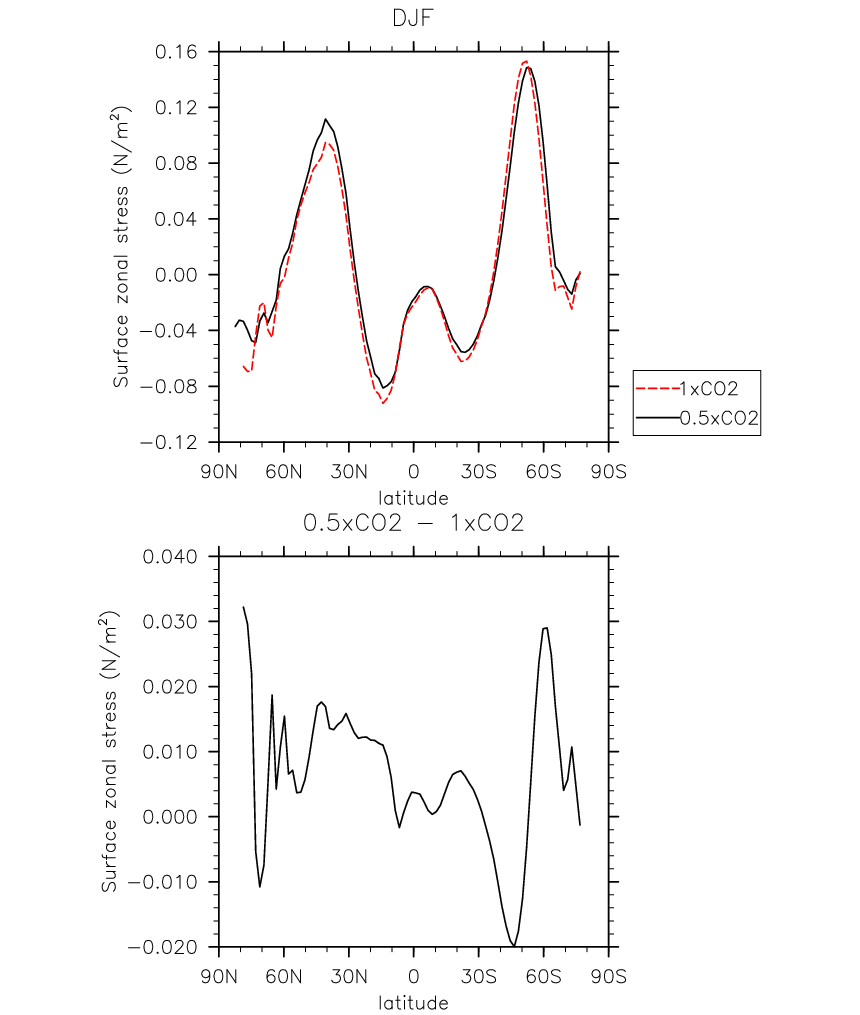 DJF
Surface zonal stress (N/m²)
0.16
0.12
0.08
0.04
0.00
−0.04
−0.08
−0.12
90N 60N 30N 0 30S 60S 90S
latitude
1xCO2
0.5xCO2
0.5xCO2 − 1xCO2
Surface zonal stress (N/m²)
0.040
0.030
0.020
0.010
0.000
−0.010
−0.020
90N 60N 30N 0 30S 60S 90S
latitude